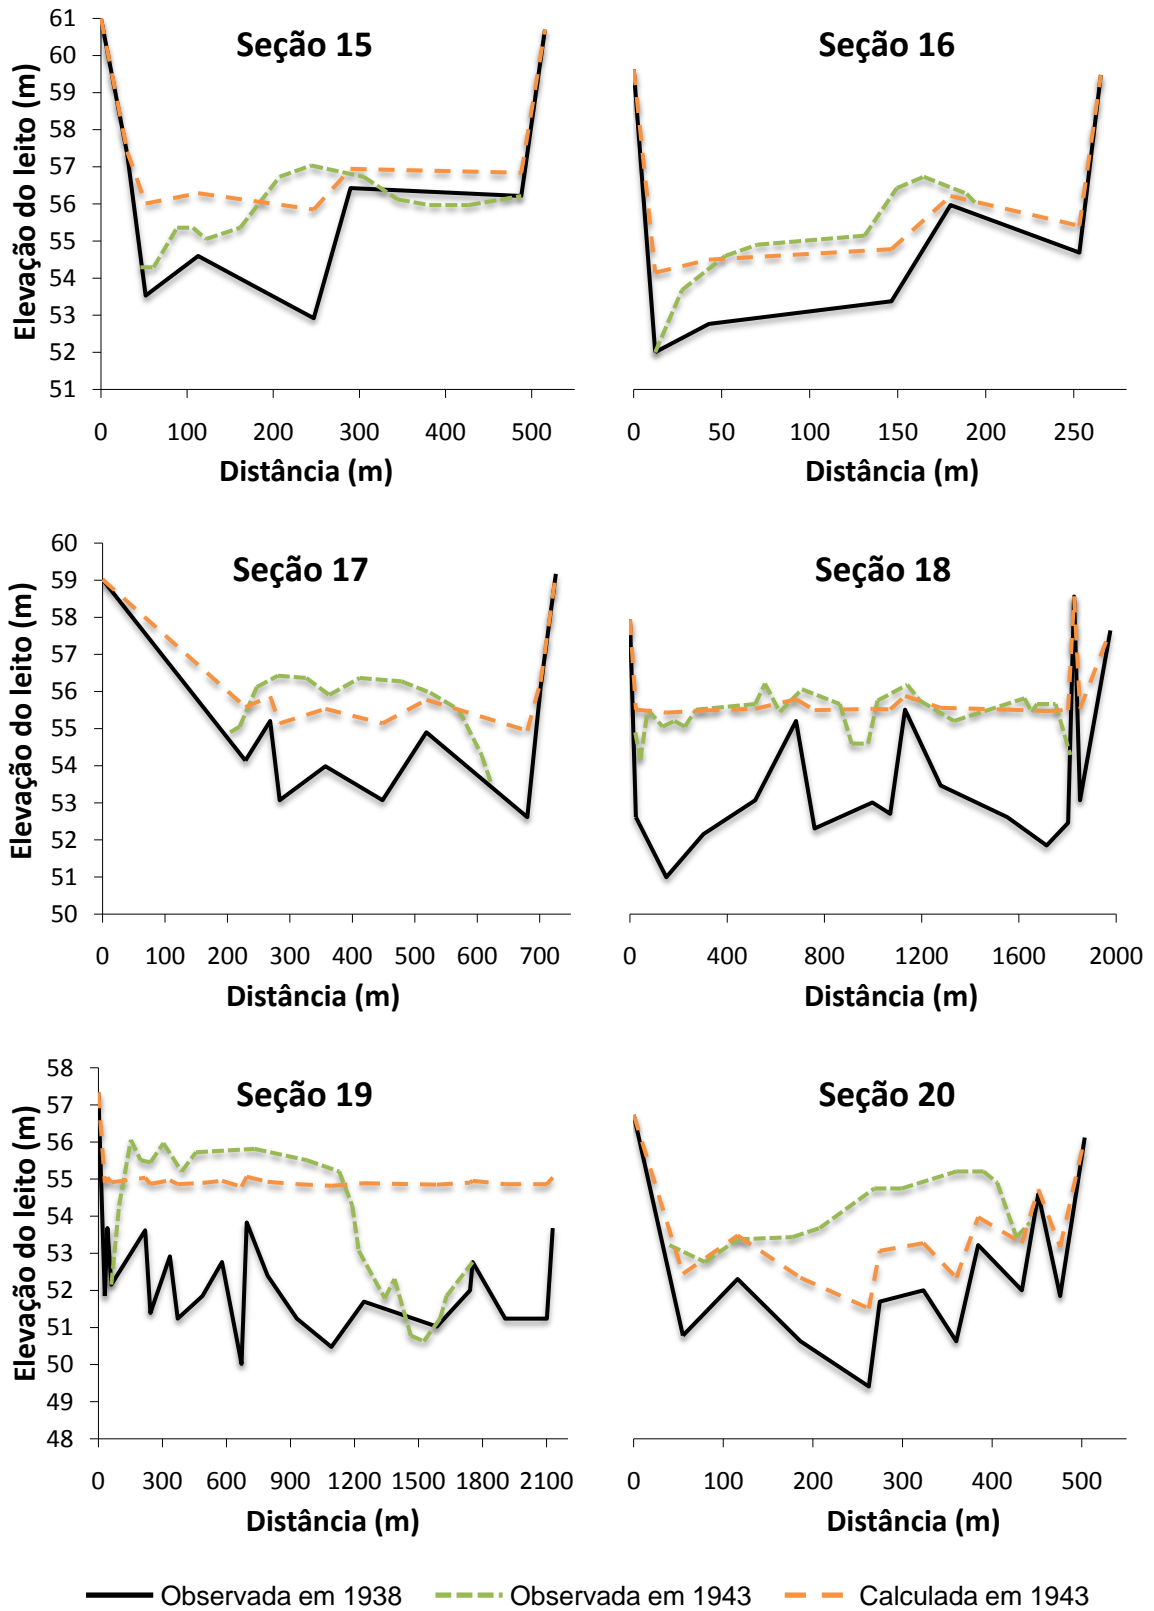 Seção 15
Elevação do leito (m)
61
60
59
58
57
56
55
54
53
52
51
0 100 200 300 400 500
Distância (m)
Seção 16
0 50 100 150 200 250
Distância (m)
Seção 17
Elevação do leito (m)
60
59
58
57
56
55
54
53
52
51
50
0 100 200 300 400 500 600 700
Distância (m)
Seção 18
0 400 800 1200 1600 2000
Distância (m)
Seção 19
Elevação do leito (m)
58
57
56
55
54
53
52
51
50
49
48
0 300 600 900 1200 1500 1800 2100
Distância (m)
Seção 20
0 100 200 300 400 500
Distância (m)
Observada em 1938 Observada em 1943 Calculada em 1943